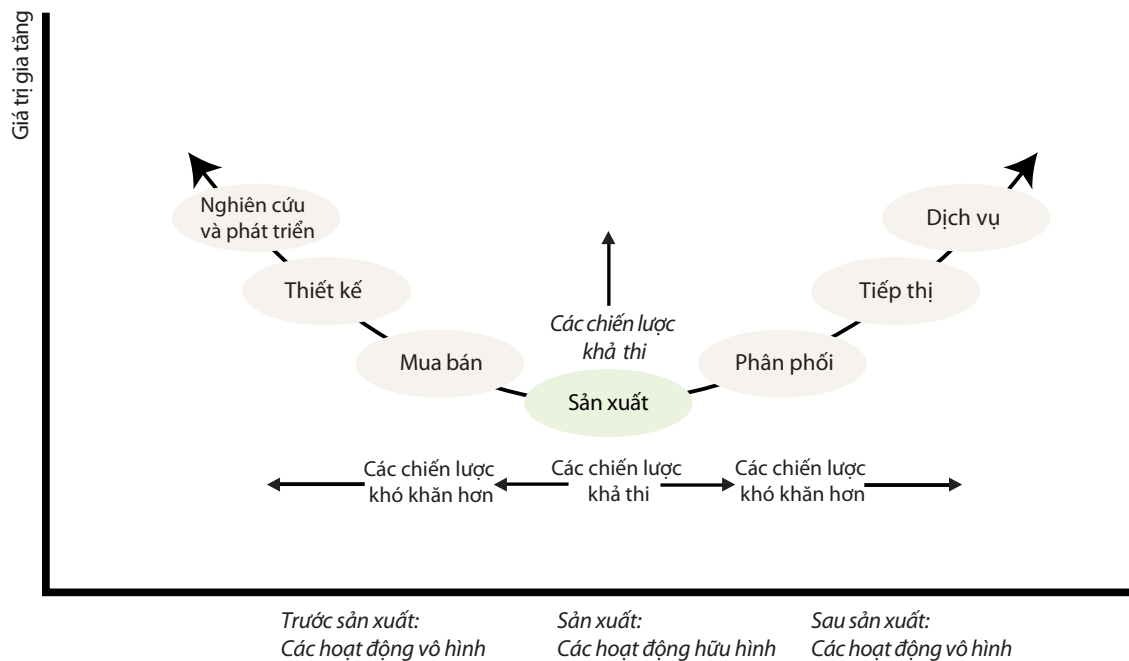 Giá trị gia tăng
Nghiên cứu
và phát triển
Dịch vụ
Thiết kế
Tiếp thị
Các chiến lược
khả thi
Mua bán
Phân phối
Sản xuất
Các chiến lược
khó khăn hơn
Các chiến lược
khả thi
Các chiến lược
khó khăn hơn
Trước sản xuất:
Các hoạt động vô hình
Sản xuất:
Các hoạt động hữu hình
Sau sản xuất:
Các hoạt động vô hình